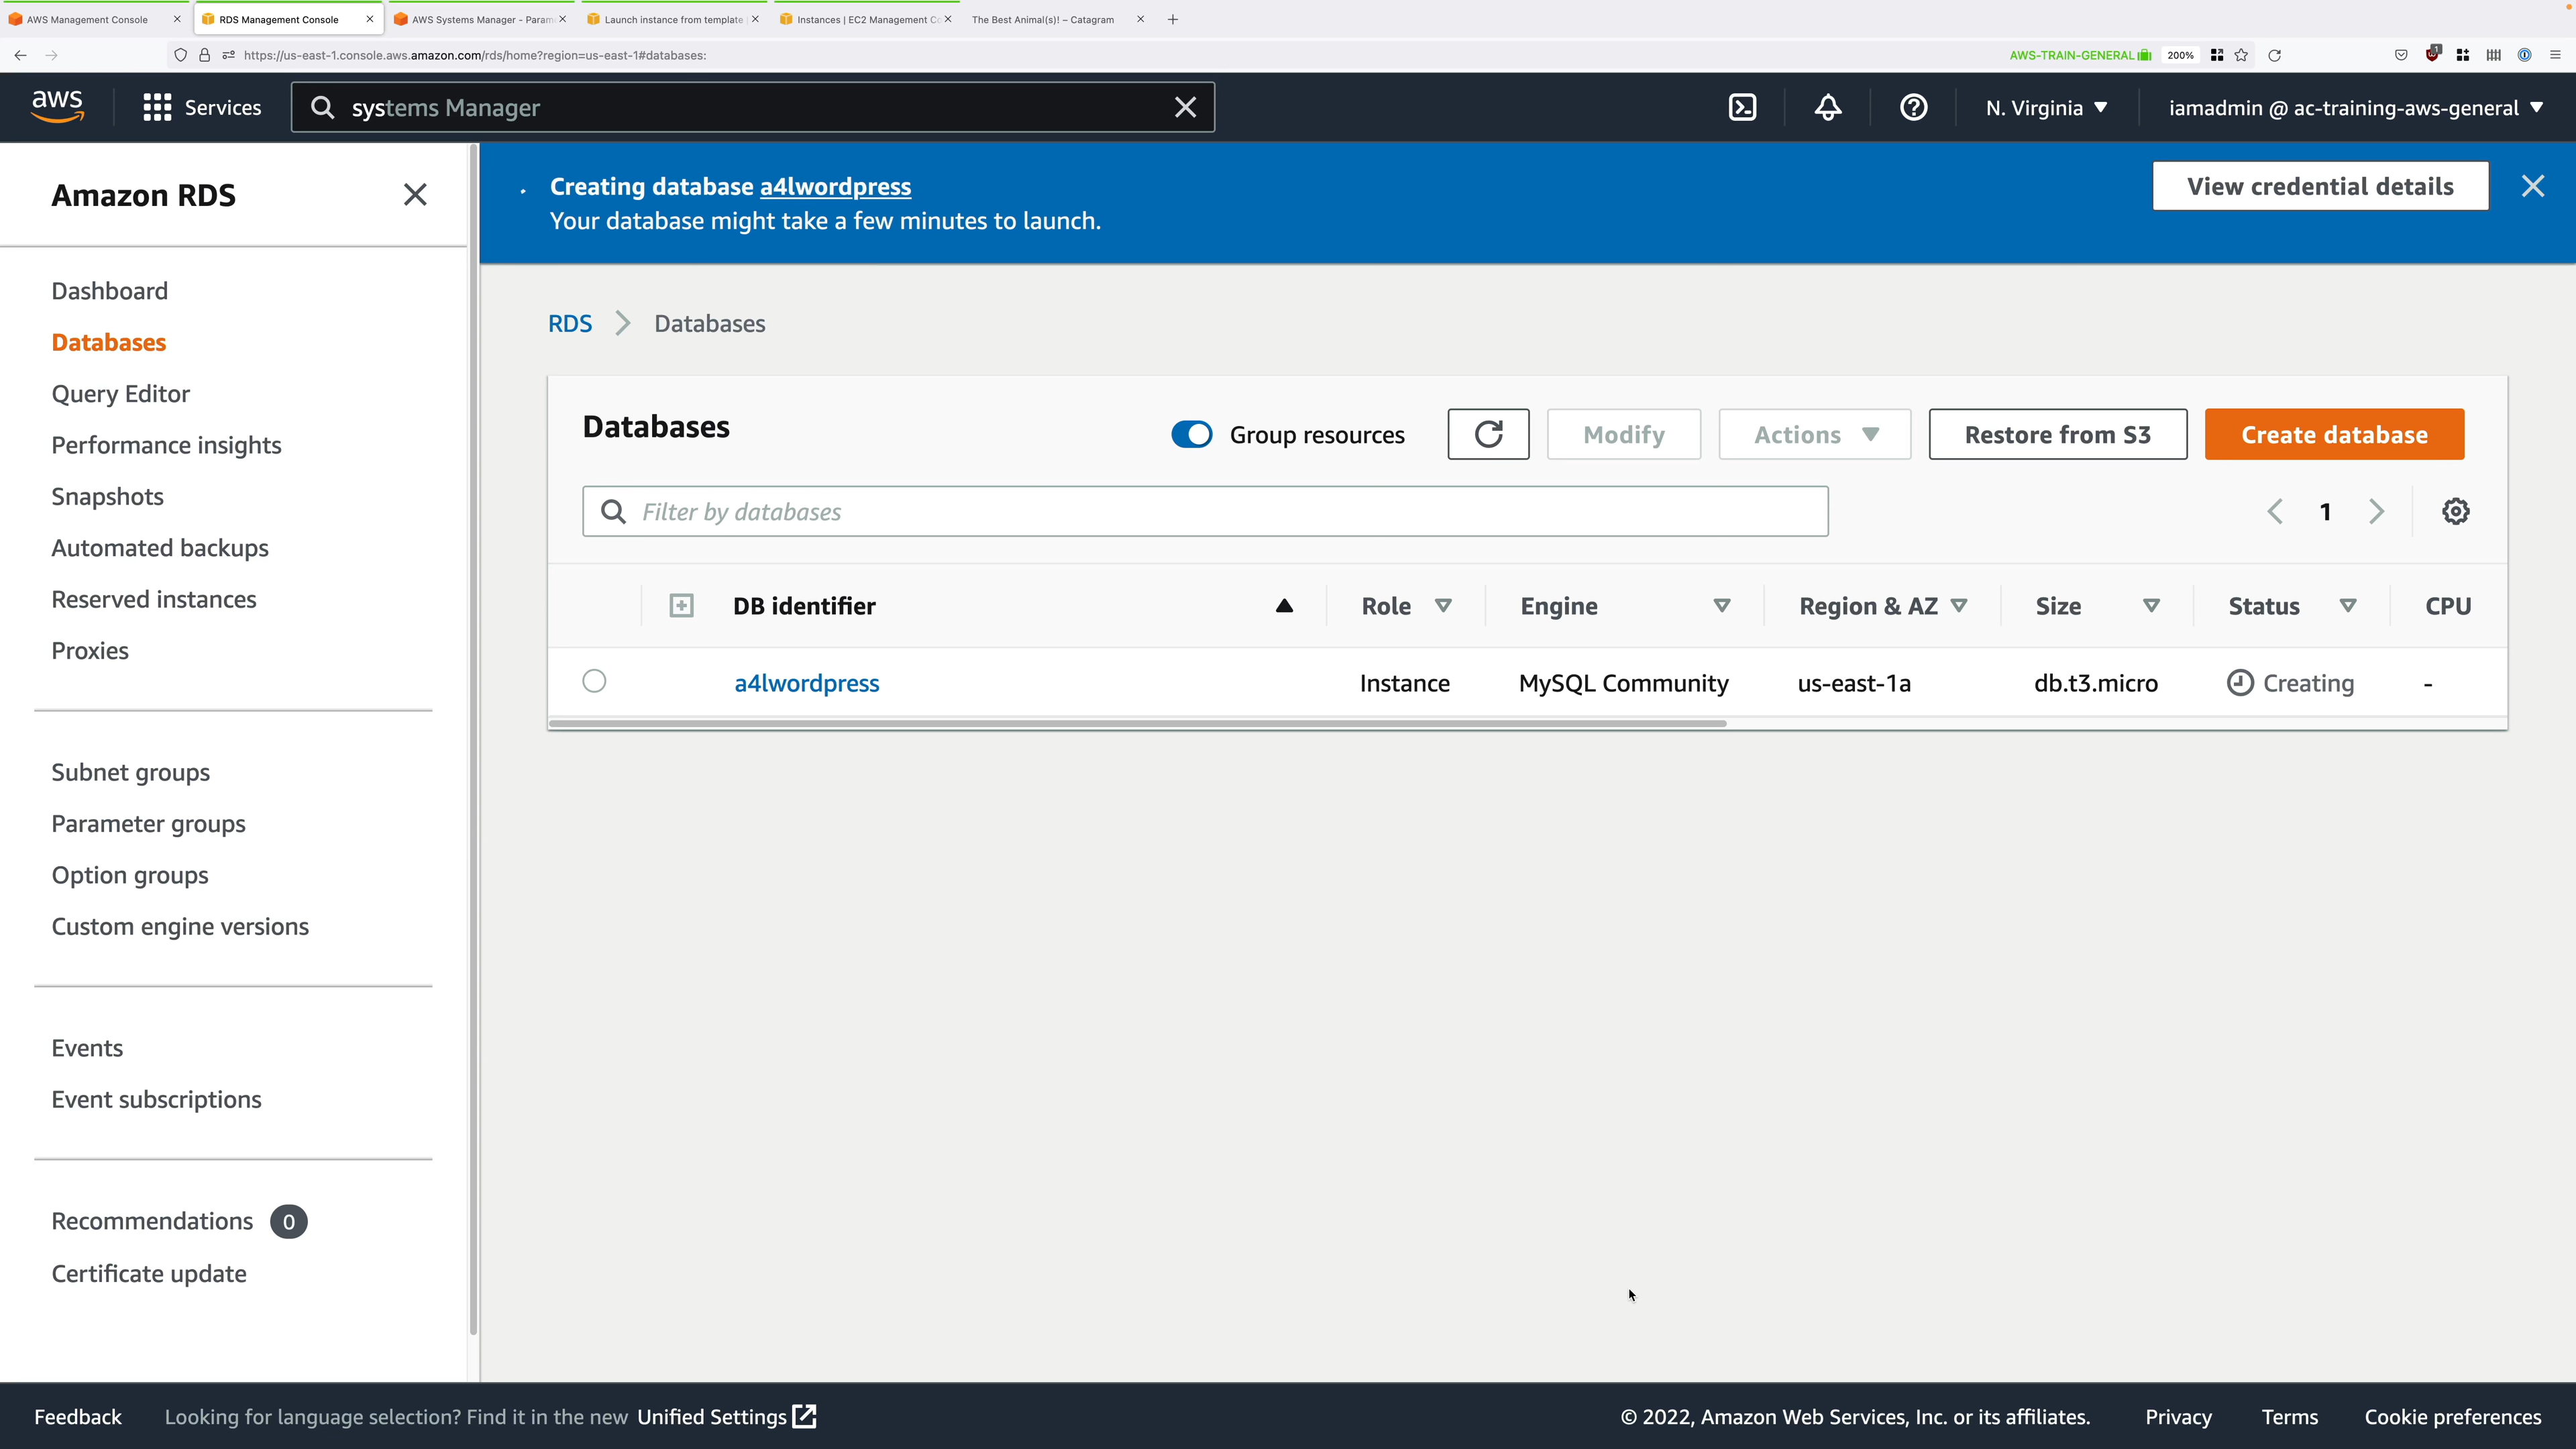 AWS Management Console
RDS Management Console
AWS Systems Manager - Param
Launch instance from template
Instances | EC2 Management Co
The Best Animal(s)! – Catagram
https://us-east-1.console.aws.amazon.com/rds/home?region=us-east-1#databases:
AWS-TRAIN-GENERAL
200%
1
aws
Services
systems Manager
N. Virginia
iamadmin @ ac-training-aws-general
Amazon RDS
Dashboard
Databases
Query Editor
Performance insights
Snapshots
Automated backups
Reserved instances
Proxies
Subnet groups
Parameter groups
Option groups
Custom engine versions
Events
Event subscriptions
Recommendations 0
Certificate update
Creating database a4lwordpress
Your database might take a few minutes to launch.
View credential details
RDS
Databases
Databases
Group resources
Modify
Actions
Restore from S3
Create database
Filter by databases
1
DB identifier
Role
Engine
Region & AZ
Size
Status
CPU
a4lwordpress
Instance
MySQL Community
us-east-1a
db.t3.micro
Creating
-
Feedback
Looking for language selection? Find it in the new Unified Settings
© 2022, Amazon Web Services, Inc. or its affiliates.
Privacy
Terms
Cookie preferences